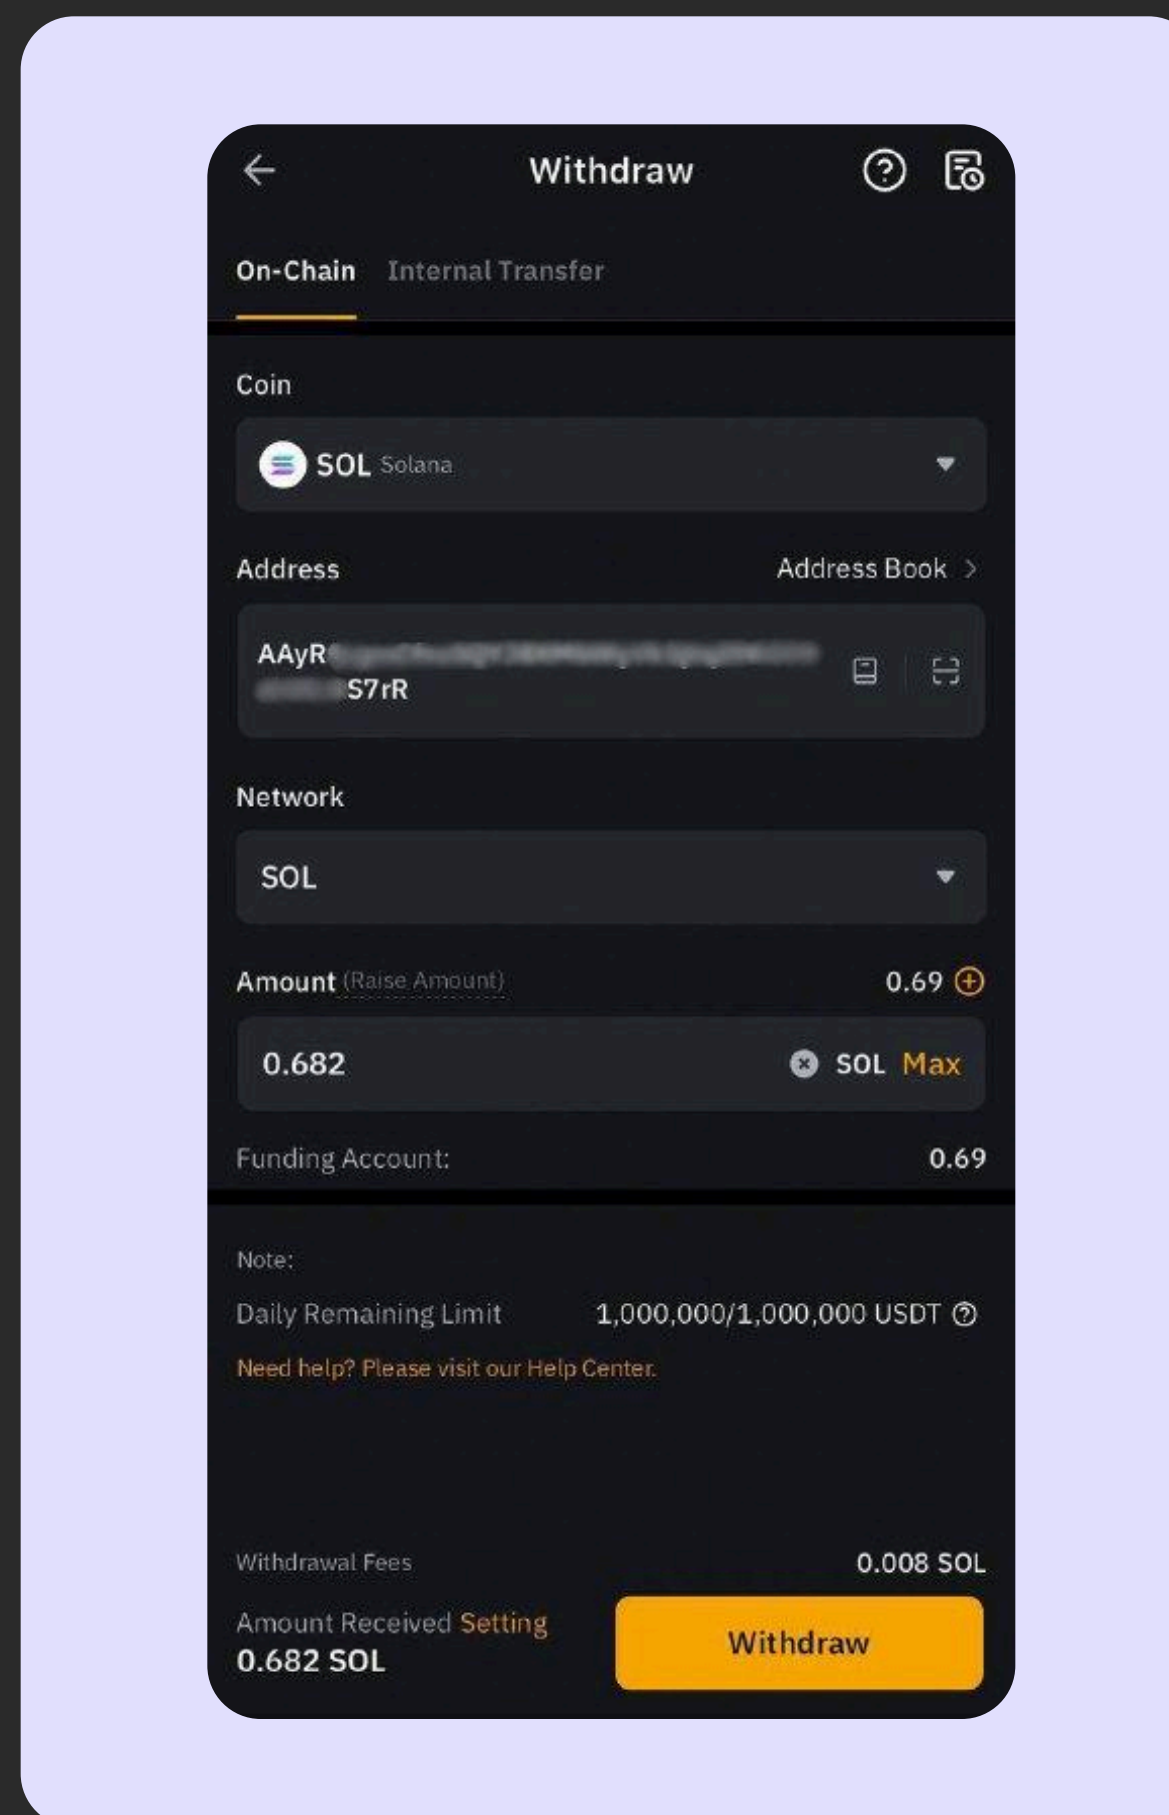 Withdraw
On-Chain Internal Transfer
Coin
SOL Solana
Address Address Book >
AAyR
S7rR
Network
SOL
Amount (Raise Amount) 0.69
0.682 SOL Max
Funding Account: 0.69
Note:
Daily Remaining Limit 1,000,000/1,000,000 USDT
Need help? Please visit our Help Center.
Withdrawal Fees 0.008 SOL
Amount Received Setting
0.682 SOL
Withdraw